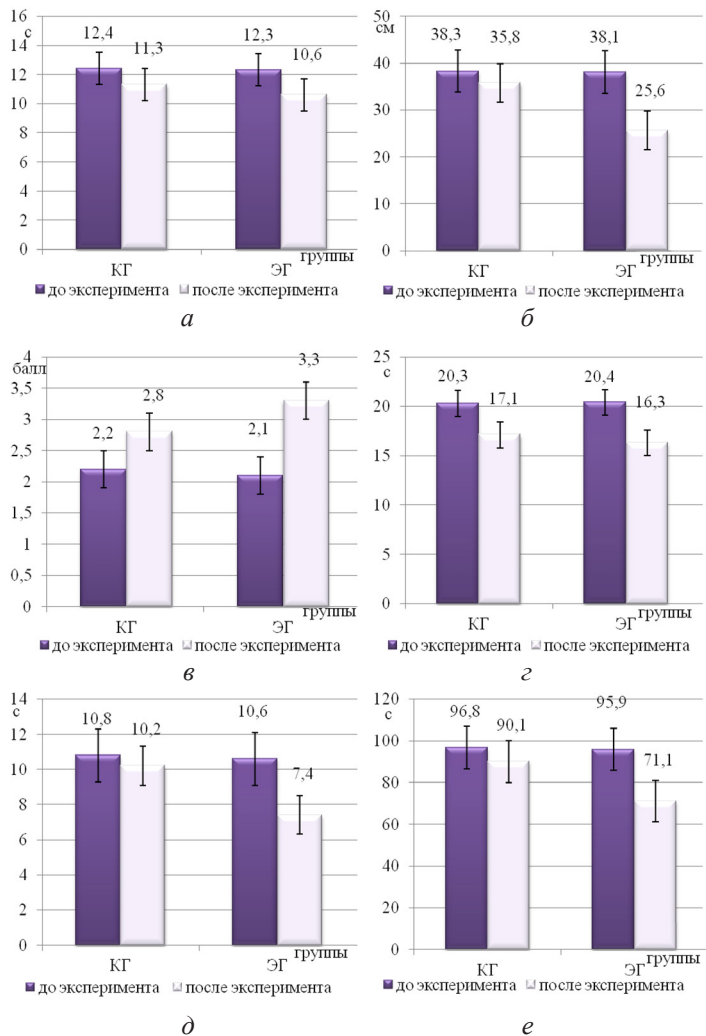 16
с
14
12
10
8
6
4
2
0
12,4
11,3
12,3
10,6
КГ
ЭГ
группы
до эксперимента после эксперимента
а
50
см
40
30
20
10
0
38,3
35,8
38,1
25,6
КГ
ЭГ
группы
до эксперимента после эксперимента
б
4
балл
3,5
3
2,5
2
1,5
1
0,5
0
2,2
2,8
2,1
3,3
КГ
ЭГ
группы
до эксперимента после эксперимента
в
25
с
20
15
10
5
0
20,3
17,1
20,4
16,3
КГ
ЭГ
группы
до эксперимента после эксперимента
г
14
с
12
10
8
6
4
2
0
10,8
10,2
10,6
7,4
КГ
ЭГ
группы
до эксперимента после эксперимента
д
120
с
100
80
60
40
20
0
96,8
90,1
95,9
71,1
КГ
ЭГ
группы
до эксперимента после эксперимента
е